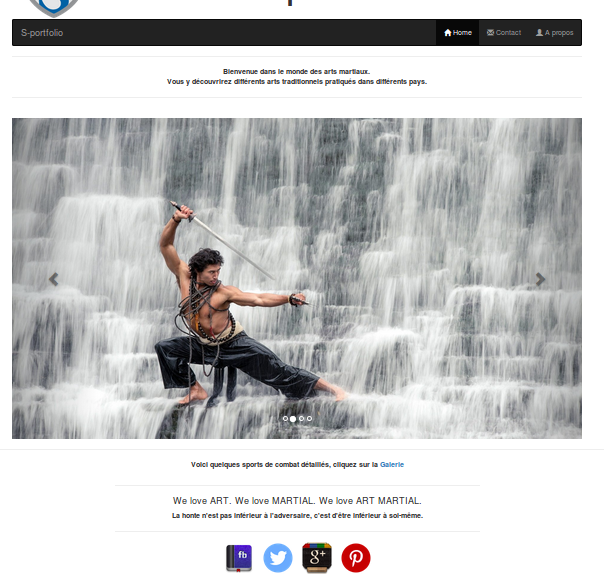 S-portfolio
Home
Contact
A propos
Bienvenue dans le monde des arts martiaux.
Vous y découvrirez différents arts traditionnels pratiqués dans différents pays.
Voici quelques sports de combat détaillés, cliquez sur la Galerie
We love ART. We love MARTIAL. We love ART MARTIAL.
La honte n'est pas inférieur à l'adversaire, c'est d'être inférieur à soi-même.
fb
g+